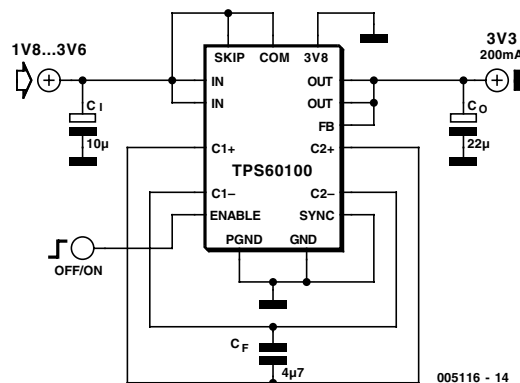 1V8...3V6
3V3
200mA
SKIP COM 3V8
IN OUT
IN OUT
FB
C I
10µ
C O
22µ
C1+ C2+
TPS60100
C1– C2–
ENABLE SYNC
PGND GND
OFF/ON
C F
4µ7
005116 - 14